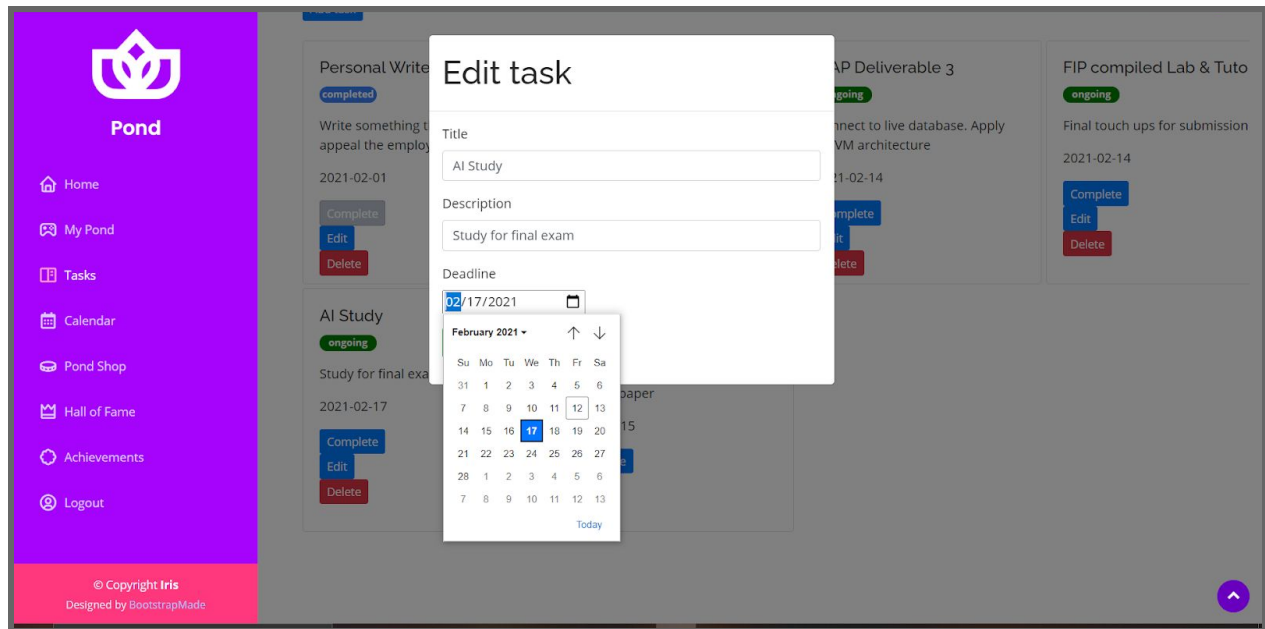 Pond
Home
My Pond
Tasks
Calendar
Pond Shop
Hall of Fame
Achievements
Logout
© Copyright Iris
Designed by BootstrapMade
Personal Write
completed
Write something t
appeal the employ
2021-02-01
Complete
Edit
Delete
AP Deliverable 3
going
nnect to live database. Apply
VM architecture
21-02-14
omplete
it
elete
FIP compiled Lab & Tuto
ongoing
Final touch ups for submission
2021-02-14
Complete
Edit
Delete
AI Study
ongoing
Study for final exa
2021-02-17
Complete
Edit
Delete
paper
15
e
Edit task
Title
AI Study
Description
Study for final exam
Deadline
02/17/2021
February 2021
Su Mo Tu We Th Fr Sa
31 1 2 3 4 5 6
7 8 9 10 11 12 13
14 15 16 17 18 19 20
21 22 23 24 25 26 27
28 1 2 3 4 5 6
7 8 9 10 11 12 13
Today